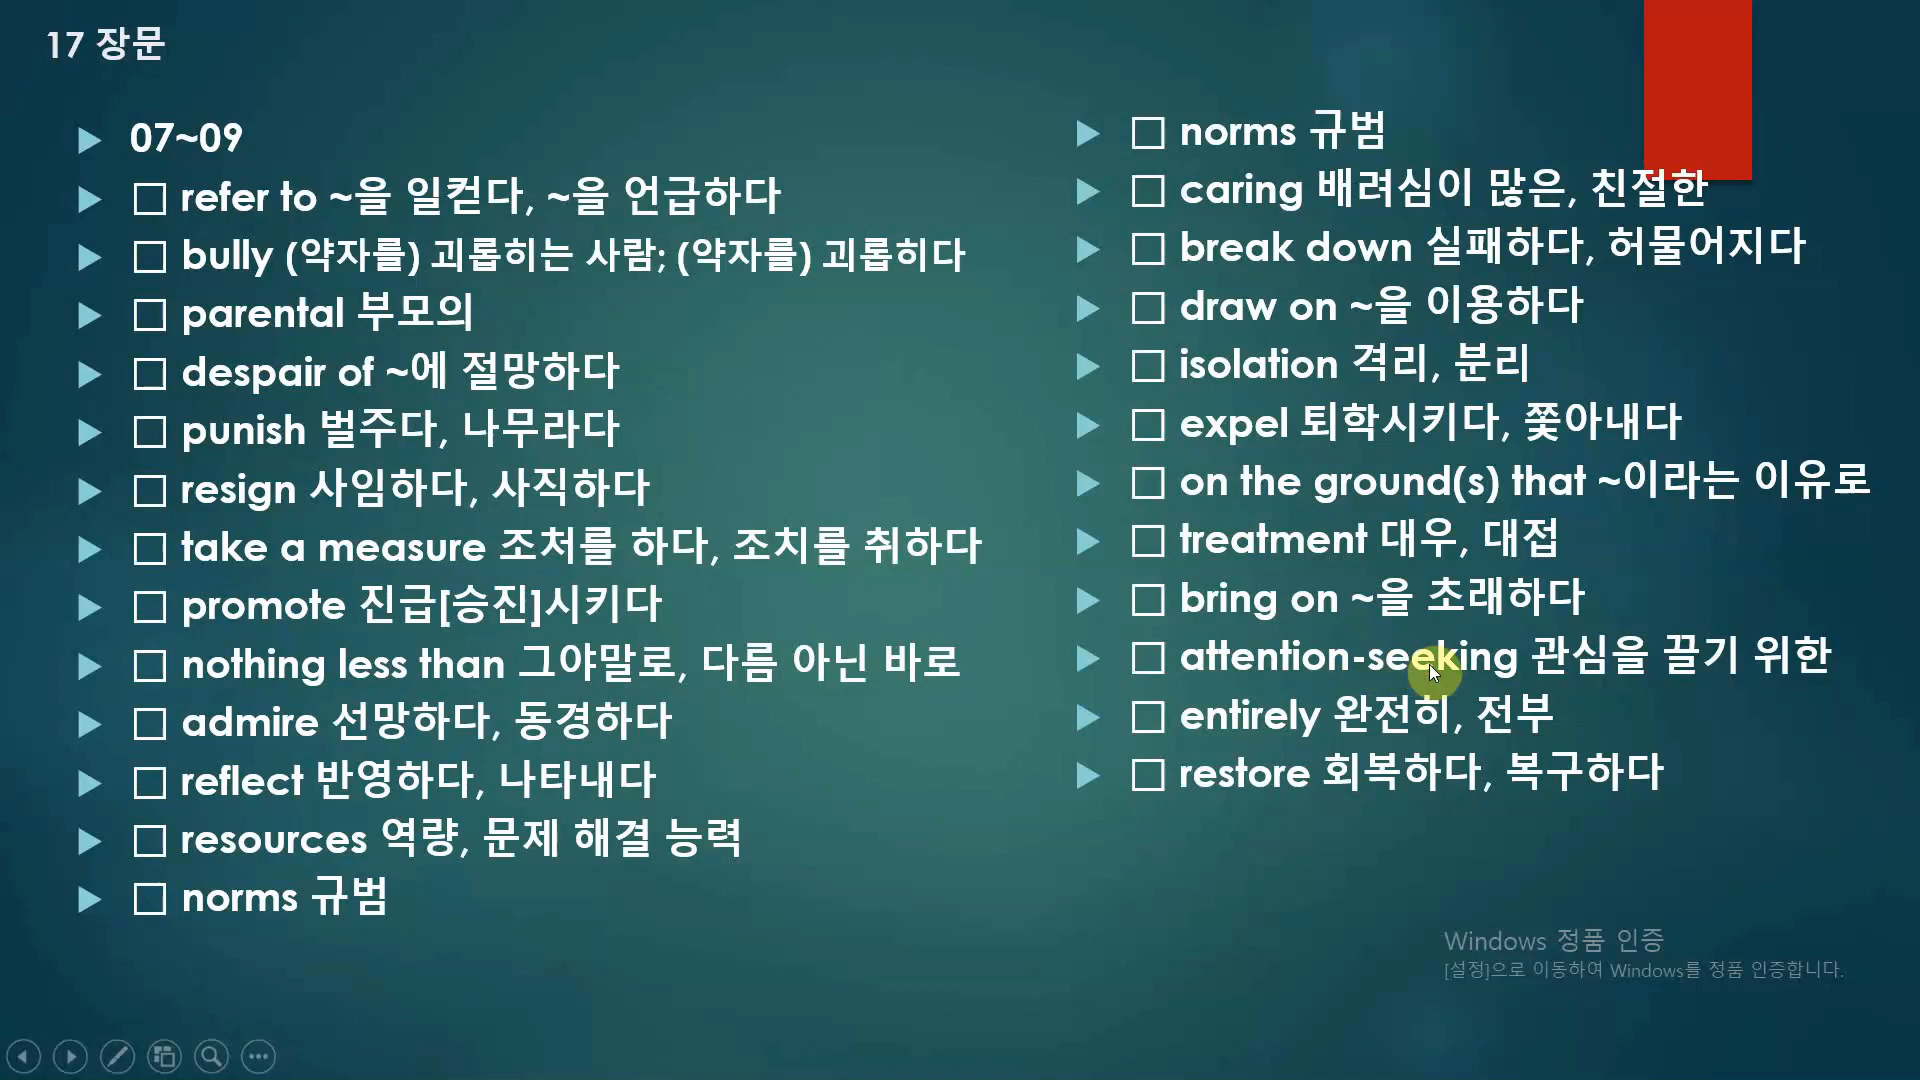 17 장문
07~09
□ refer to ~을 일컫다, ~을 언급하다
□ bully (약자를) 괴롭히는 사람; (약자를) 괴롭히다
□ parental 부모의
□ despair of ~에 절망하다
□ punish 벌주다, 나무라다
□ resign 사임하다, 사직하다
□ take a measure 조처를 하다, 조치를 취하다
□ promote 진급[승진]시키다
□ nothing less than 그야말로, 다름 아닌 바로
□ admire 선망하다, 동경하다
□ reflect 반영하다, 나타내다
□ resources 역량, 문제 해결 능력
□ norms 규범
□ norms 규범
□ caring 배려심이 많은, 친절한
□ break down 실패하다, 허물어지다
□ draw on ~을 이용하다
□ isolation 격리, 분리
□ expel 퇴학시키다, 쫓아내다
□ on the ground(s) that ~이라는 이유로
□ treatment 대우, 대접
□ bring on ~을 초래하다
□ attention-seeking 관심을 끌기 위한
□ entirely 완전히, 전부
□ restore 회복하다, 복구하다
Windows 정품 인증
[설정]으로 이동하여 Windows를 정품 인증합니다.